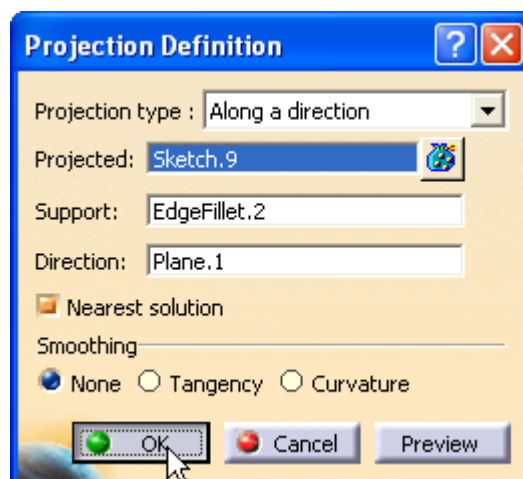 Projection Definition ?
Projection type : Along a direction
Projected: Sketch.9
Support: EdgeFillet.2
Direction: Plane.1
Nearest solution
Smoothing
None Tangency Curvature
OK Cancel Preview